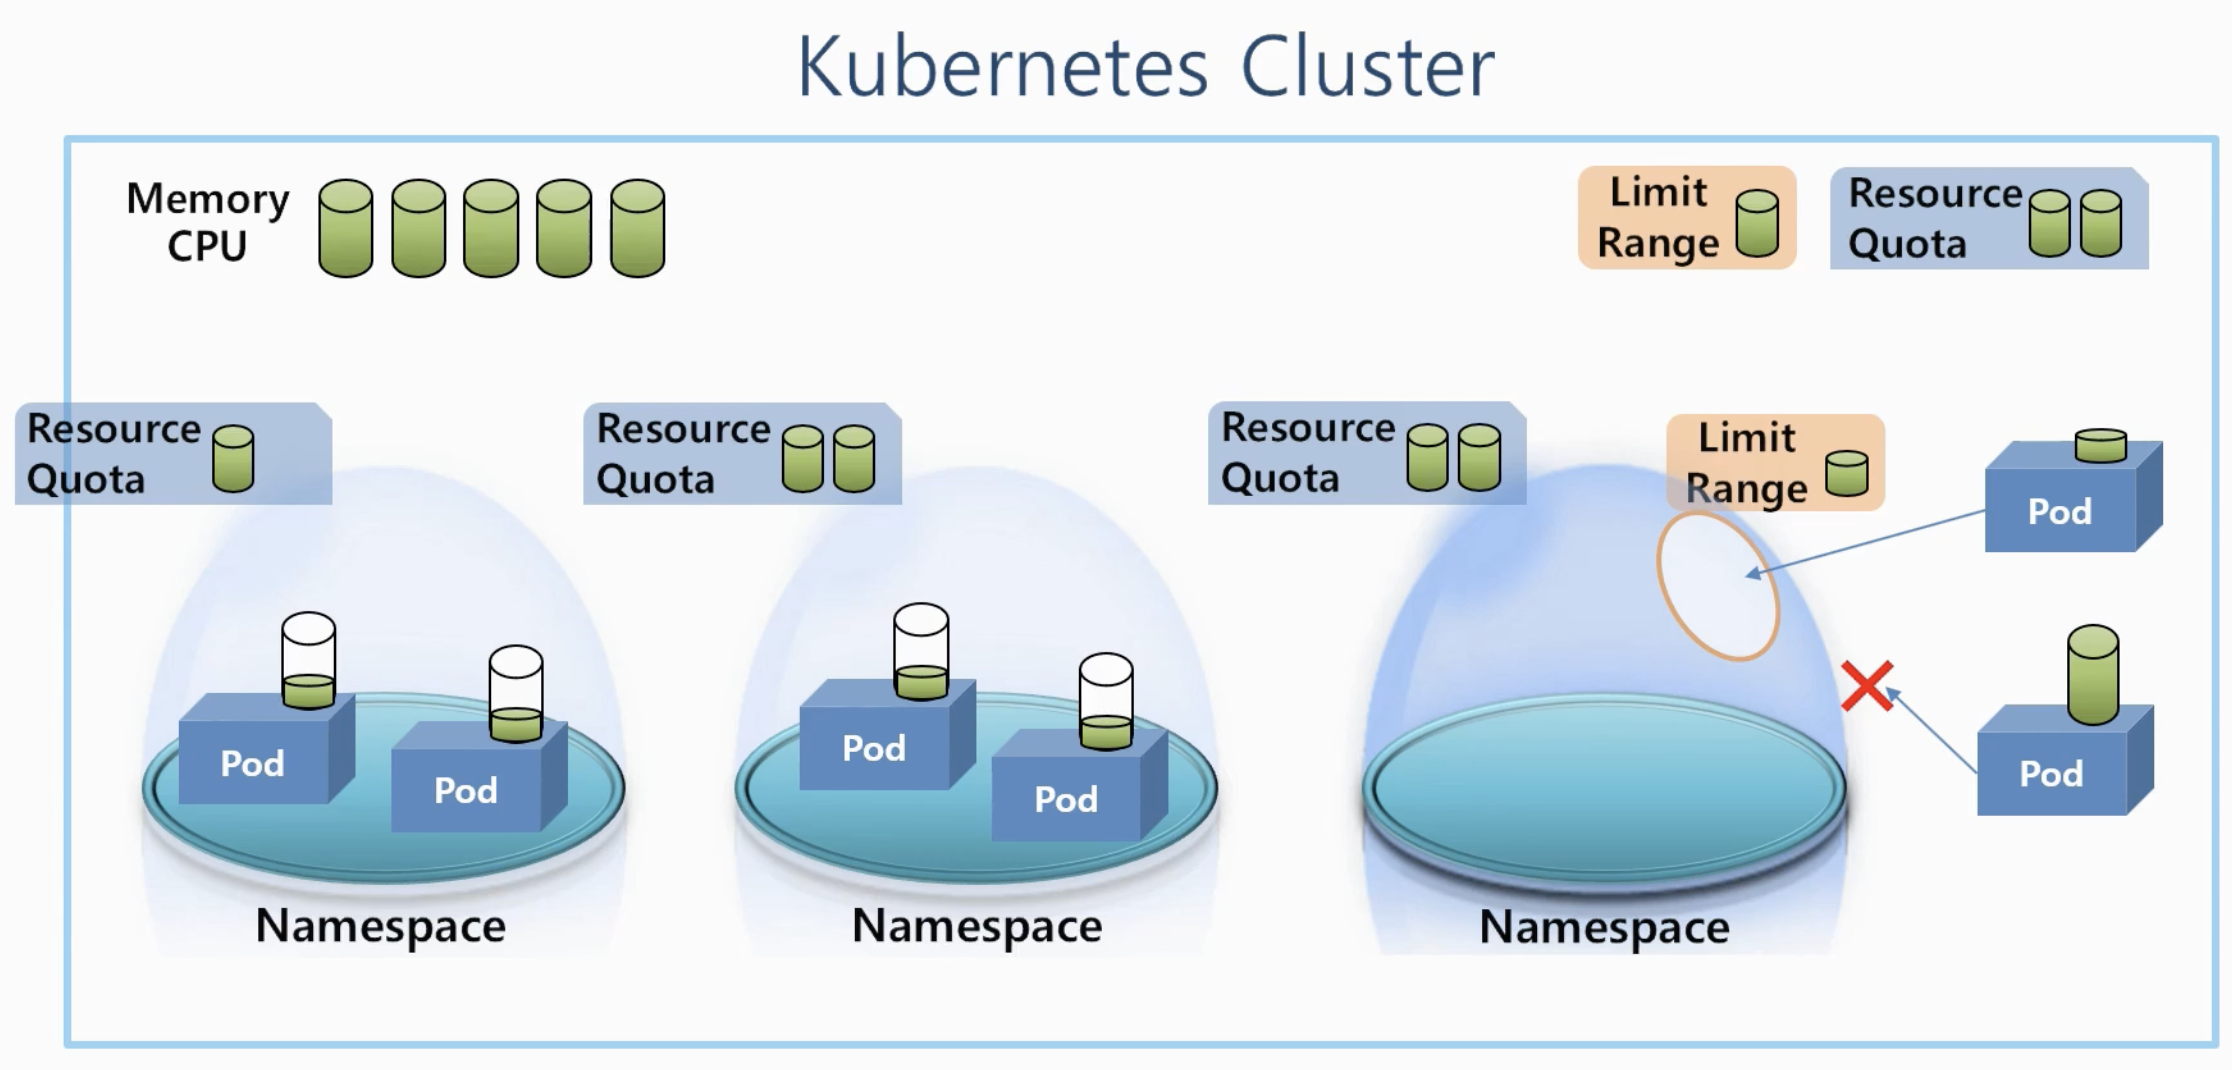 Kubernetes Cluster
Memory
CPU
Limit
Range
Resource
Quota
Resource
Quota
Resource
Quota
Resource
Quota
Limit
Range
Pod
Pod
Pod
Pod
Pod
Pod
Namespace
Namespace
Namespace